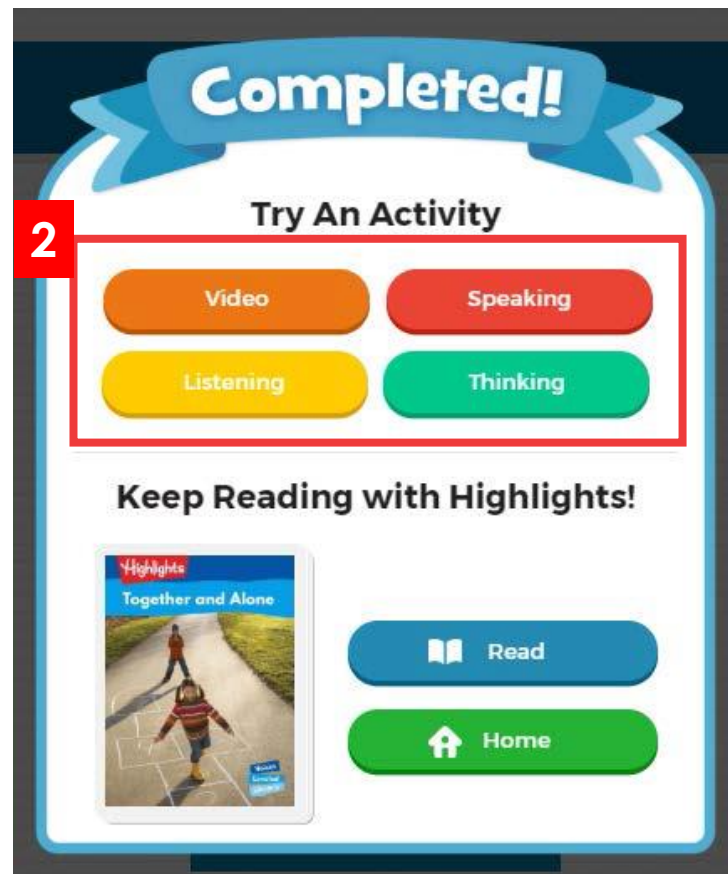 Completed!
Try An Activity
2
Video Speaking
Listening Thinking
Keep Reading with Highlights!
Highlights
Together and Alone
Read
Home